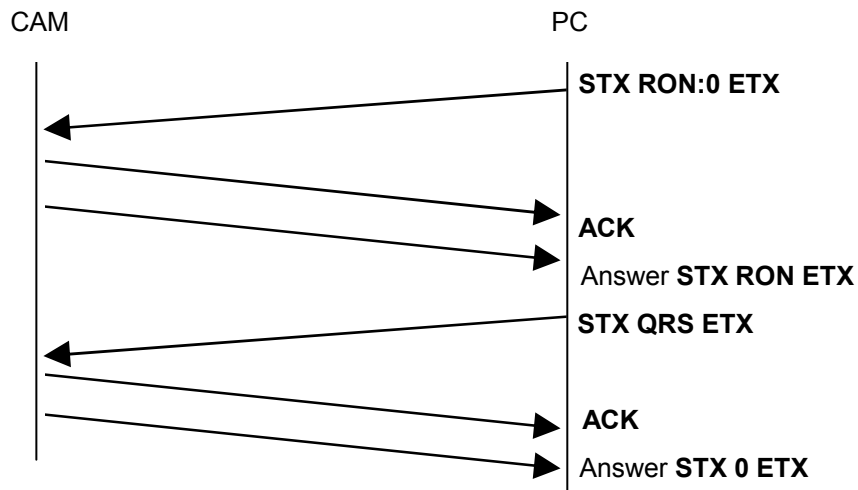 CAM PC
STX RON:0 ETX
ACK
Answer STX RON ETX
STX QRS ETX
ACK
Answer STX 0 ETX